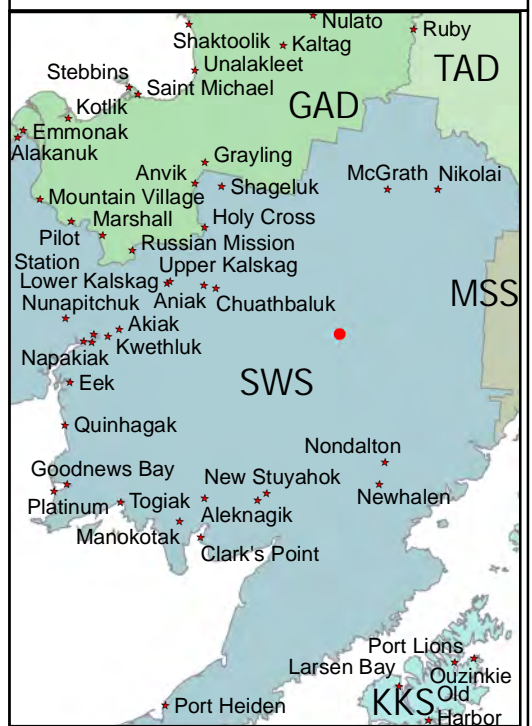 Nulato
Ruby
Shaktoolik
Kaltag
Unalakleet
TAD
Stebbins
Saint Michael
GAD
Kotlik
Emmonak
Alakanuk
Grayling
Anvik
Shageluk
McGrath
Nikolai
Mountain Village
Marshall
Holy Cross
Pilot
Station
Russian Mission
Upper Kalskag
Lower Kalskag
Aniak
Chuathbaluk
MSS
Nunapitchuk
Akiak
Kwethluk
Napakiak
Eek
SWS
Quinhagak
Nondalton
Goodnews Bay
New Stuyahok
Newhalen
Platinum
Togiak
Aleknagik
Manokotak
Clark's Point
Port Lions
Larsen Bay
Ouzinkie
KKS
Old
Harbor
Port Heiden